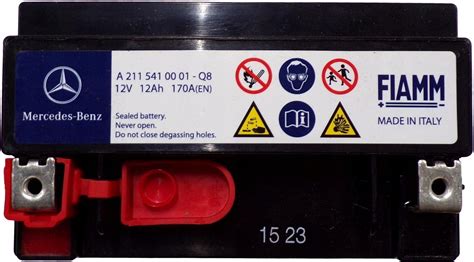 Mercedes-Benz
A 211 541 00 01 - Q8
12V 12Ah 170A(EN)
Sealed battery.
Never open.
Do not close degassing holes.
FIAMM
MADE IN ITALY
15 23